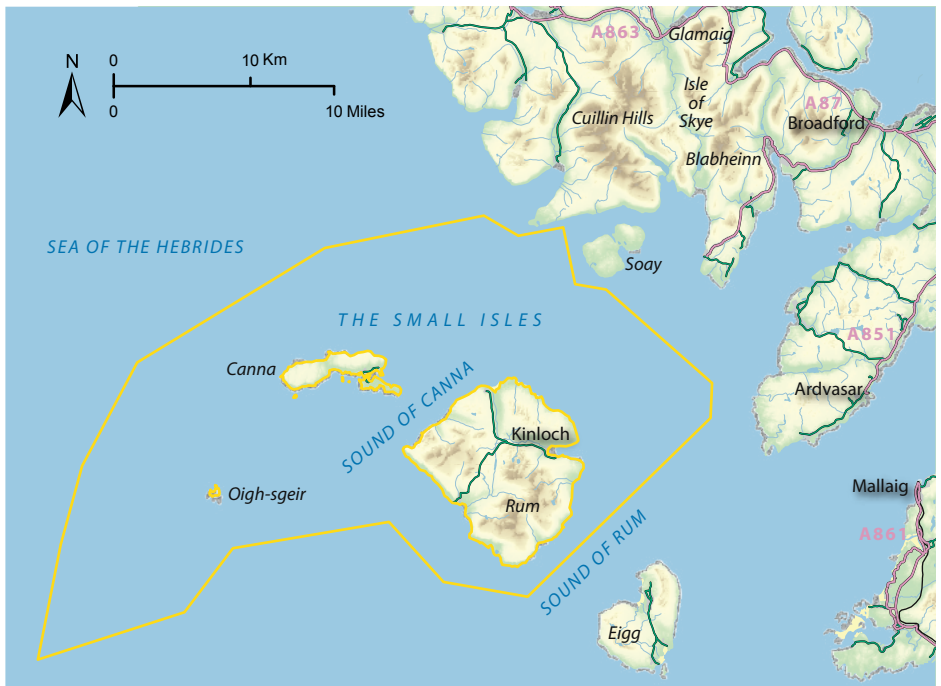 N
0
10 Km
0
10 Miles
A863
Glamaig
Isle
of
Skye
Cuillin Hills
A87
Broadford
Blabheinn
SEA OF THE HEBRIDES
Soay
THE SMALL ISLES
A851
Canna
SOUND OF CANNA
Ardvasar
Kinloch
Mallaig
Oigh-sgeir
Rum
A861
SOUND OF RUM
Eigg